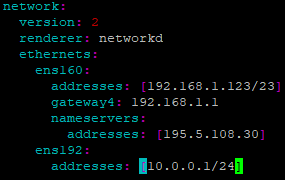 network:
  version: 2
  renderer: networkd
  ethernets:
    ens160:
      addresses: [192.168.1.123/23]
      gateway4: 192.168.1.1
      nameservers:
        addresses: [195.5.108.30]
    ens192:
      addresses: [10.0.0.1/24]